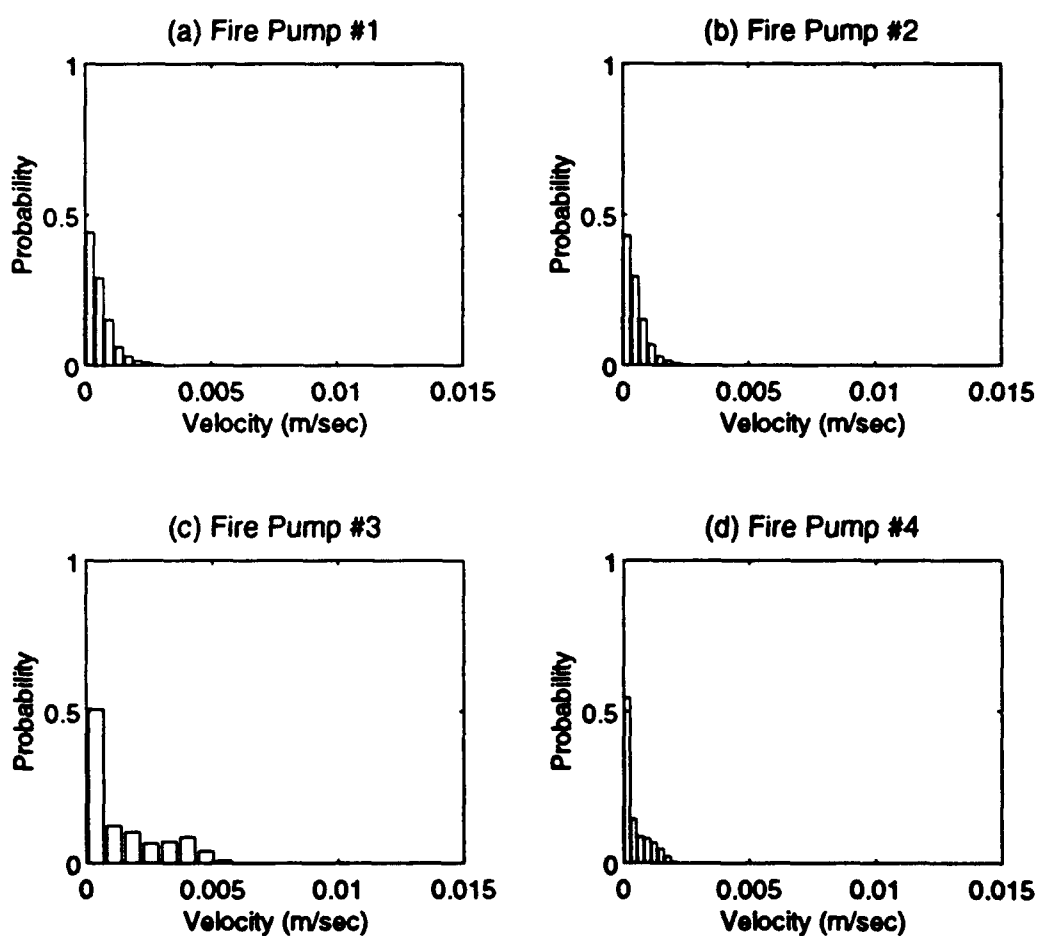 (a) Fire Pump #1
1
0.5
0
Probability
0 0.005 0.01 0.015
Velocity (m/sec)
(b) Fire Pump #2
1
0.5
0
Probability
0 0.005 0.01 0.015
Velocity (m/sec)
(c) Fire Pump #3
1
0.5
0
Probability
0 0.005 0.01 0.015
Velocity (m/sec)
(d) Fire Pump #4
1
0.5
0
Probability
0 0.005 0.01 0.015
Velocity (m/sec)